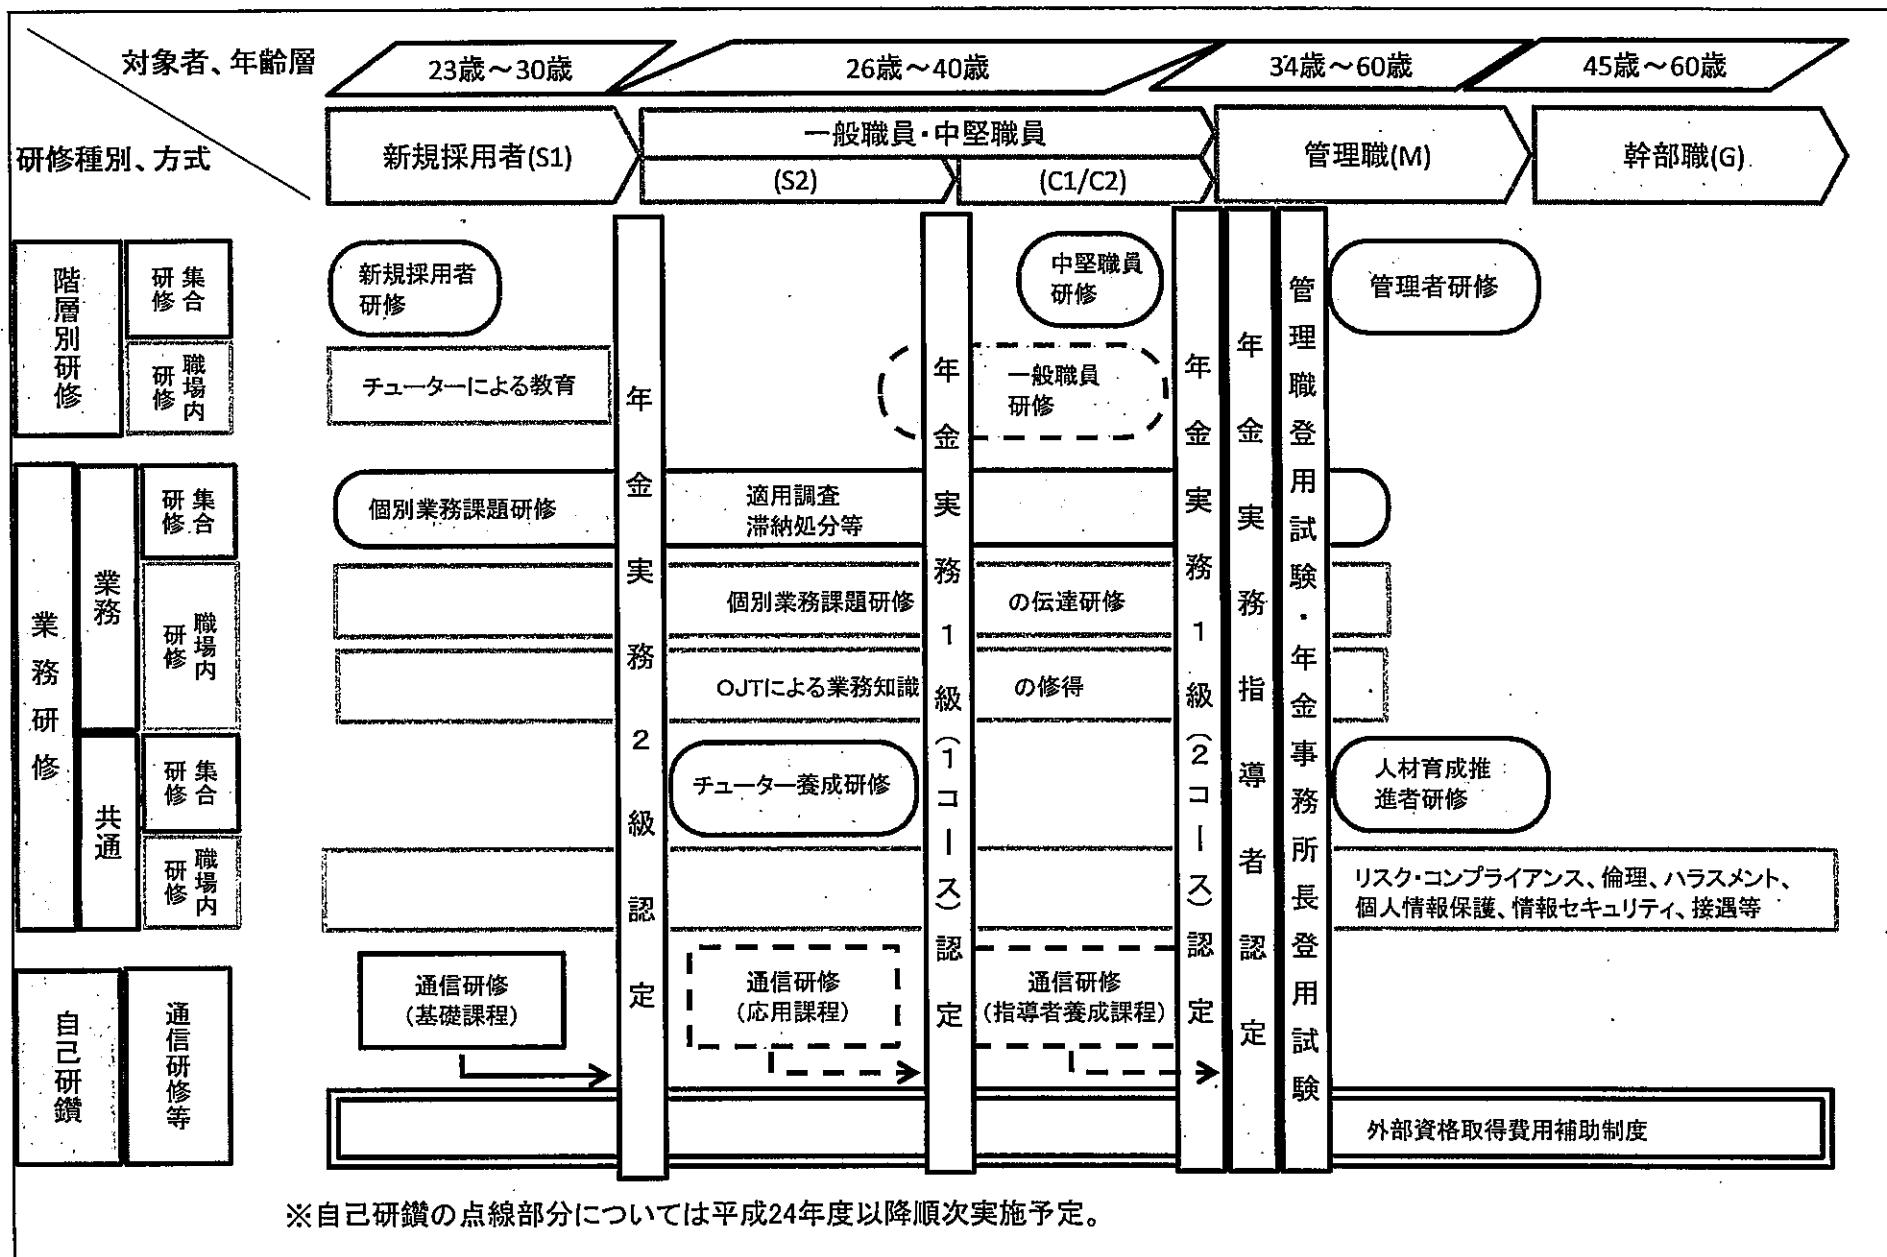 対象者、年齢層
23歳～30歳
26歳～40歳
34歳～60歳
45歳～60歳
研修種別、方式
新規採用者(S1)
一般職員・中堅職員
(S2)
(C1/C2)
管理職(M)
幹部職(G)
階層別研修
集合
研修
新規採用者
研修
中堅職員
研修
管理者研修
職場内
研修
チューターによる教育
一般職員
研修
年金実務2級認定
年金実務1級(1コース)認定
年金実務1級(2コース)認定
年金実務指導者認定
管理職登用試験・年金事務所長登用試験
業務研修
業務
集合
研修
個別業務課題研修
適用調査
滞納処分等
職場内
研修
個別業務課題研修
の伝達研修
OJTによる業務知識
の修得
共通
集合
研修
チューター養成研修
人材育成推
進者研修
職場内
研修
リスク・コンプライアンス、倫理、ハラスメント、
個人情報保護、情報セキュリティ、接遇等
自己研鑽
通信研修等
通信研修
(基礎課程)
通信研修
(応用課程)
通信研修
(指導者養成課程)
外部資格取得費用補助制度
※自己研鑽の点線部分については平成24年度以降順次実施予定。